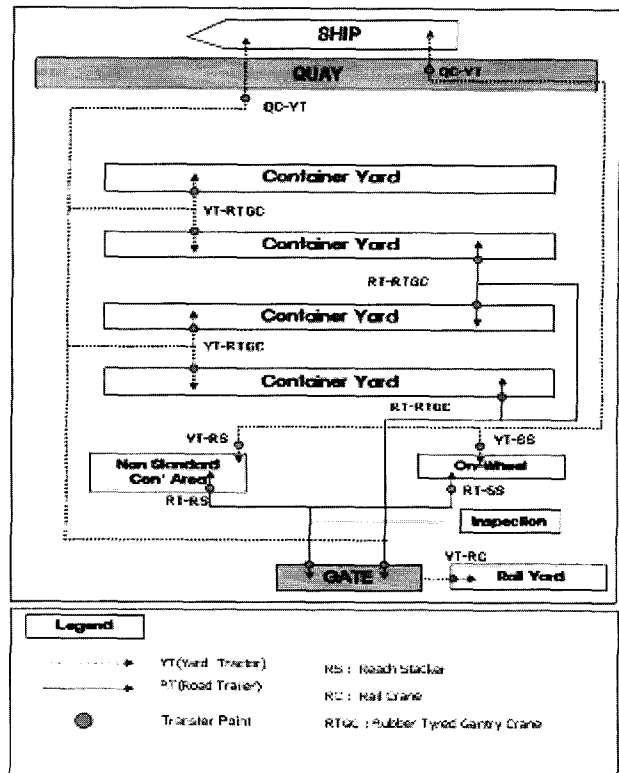 SHIP
QUAY
QC-YT
QC-YT
Container Yard
YT-RTGC
Container Yard
RT-RTGC
Container Yard
YT-RTGC
Container Yard
RT-RTGC
YT-RS
YT-SS
Non Standard
Con' Area
On-Wheel
RT-RS
RT-SS
Inspection
YT-RC
GATE
Rail Yard
Legend
YT(Yard Tractor)
RS : Reach Stacker
RT(Road Trailer)
RC : Rail Crane
Transfer Point
RTGC : Rubber Tyred Gantry Crane